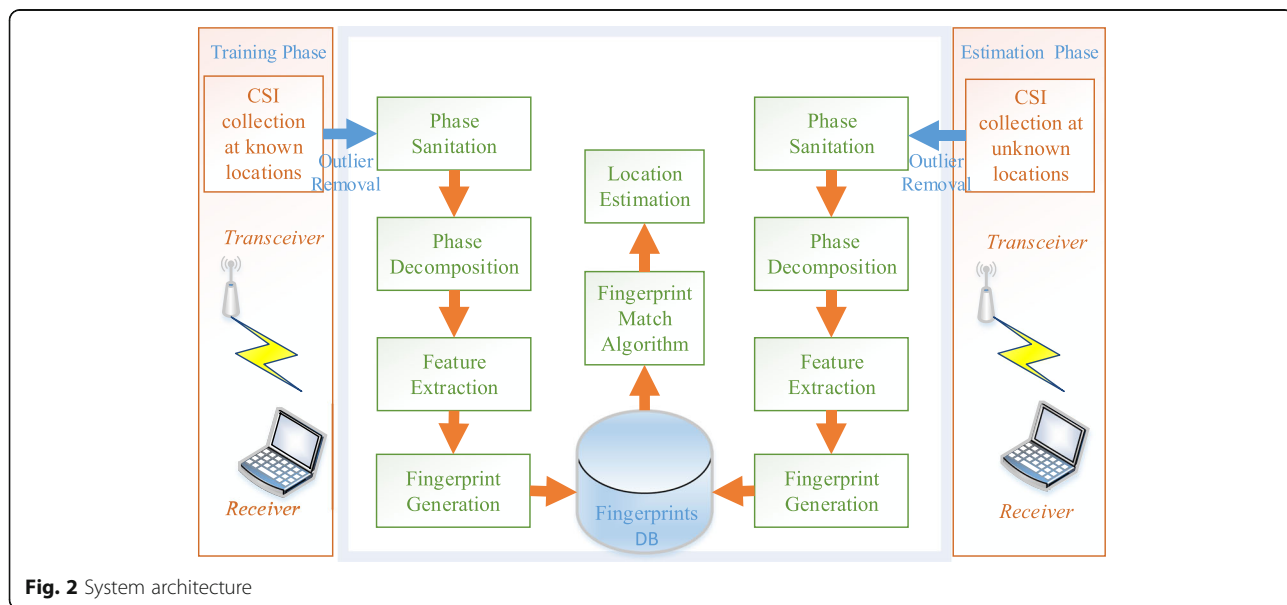 Training Phase
CSI
collection
at known
locations
Outlier
Removal
Transceiver
Receiver
Phase
Sanitation
Phase
Decomposition
Feature
Extraction
Fingerprint
Generation
Location
Estimation
Fingerprint
Match
Algorithm
Fingerprints
DB
Phase
Sanitation
Phase
Decomposition
Feature
Extraction
Fingerprint
Generation
Estimation Phase
CSI
collection at
unknown
locations
Outlier
Removal
Transceiver
Receiver
Fig. 2 System architecture